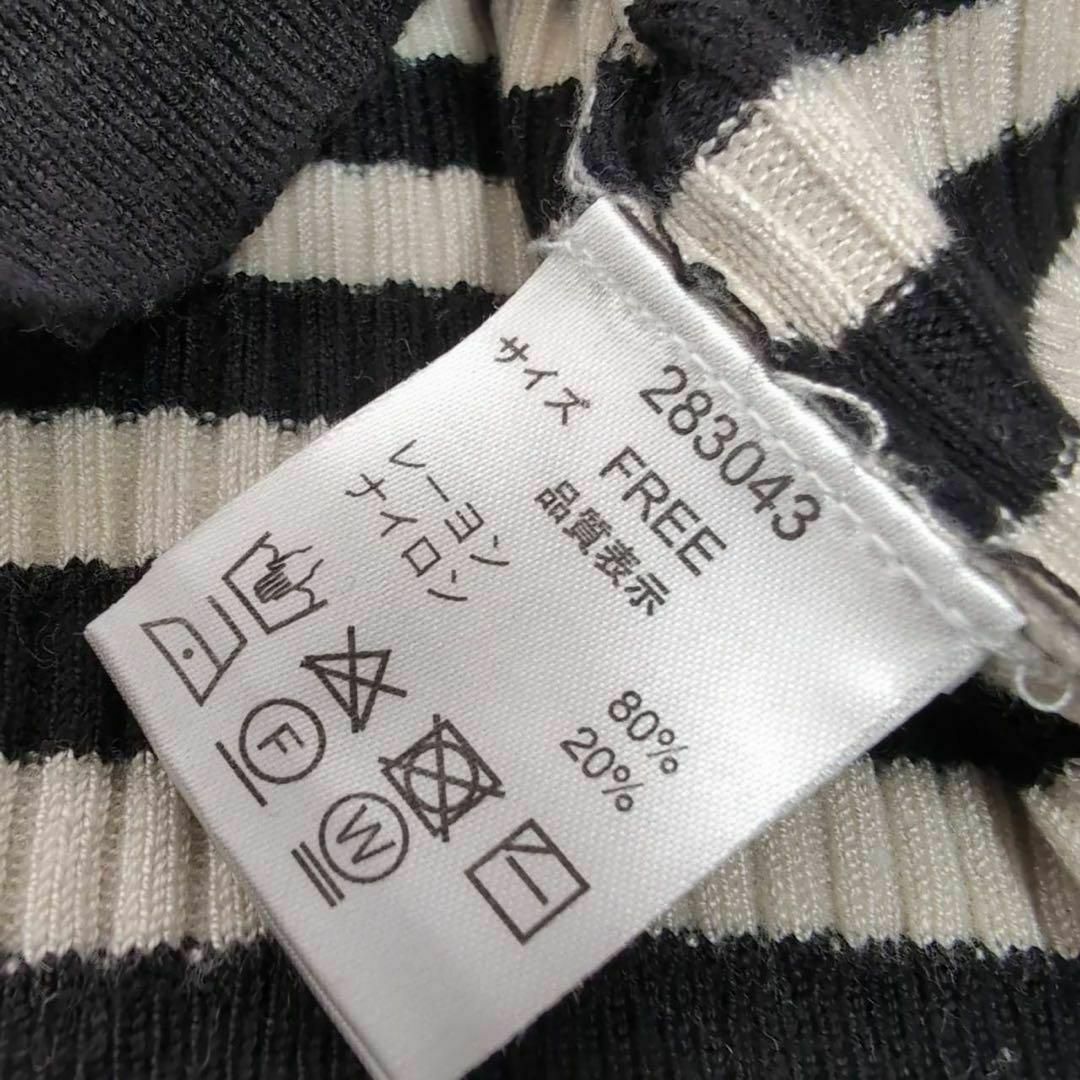 283043
サイズ FREE
品質表示
レーヨン 80%
ナイロン 20%
F
W